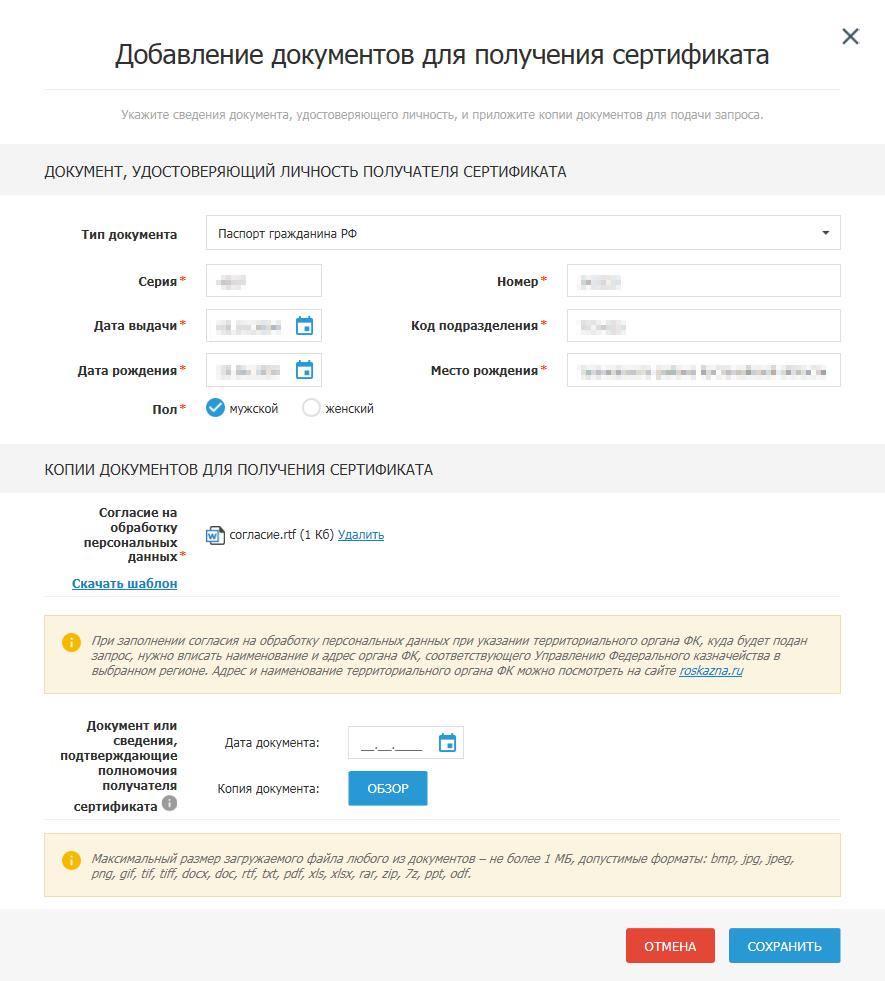 Добавление документов для получения сертификата
Укажите сведения документа, удостоверяющего личность, и приложите копии документов для подачи запроса.
ДОКУМЕНТ, УДОСТОВЕРЯЮЩИЙ ЛИЧНОСТЬ ПОЛУЧАТЕЛЯ СЕРТИФИКАТА
Тип документа Паспорт гражданина РФ
Серия* Номер*
Дата выдачи* Код подразделения*
Дата рождения* Место рождения*
Пол* мужской женский
КОПИИ ДОКУМЕНТОВ ДЛЯ ПОЛУЧЕНИЯ СЕРТИФИКАТА
Согласие на
обработку
персональных
данных*
согласие.rtf (1 Кб) Удалить
Скачать шаблон
При заполнении согласия на обработку персональных данных при указании территориального органа ФК, куда будет подан
запрос, нужно вписать наименование и адрес органа ФК, соответствующего Управлению Федерального казначейства в
выбранном регионе. Адрес и наименование территориального органа ФК можно посмотреть на сайте roskazna.ru
Документ или
сведения,
подтверждающие
полномочия
получателя
сертификата
Дата документа: __.__.____
Копия документа: ОБЗОР
Максимальный размер загружаемого файла любого из документов – не более 1 МБ, допустимые форматы: bmp, jpg, jpeg,
png, gif, tif, tiff, docx, doc, rtf, txt, pdf, xls, xlsx, rar, zip, 7z, ppt, odf.
ОТМЕНА СОХРАНИТЬ